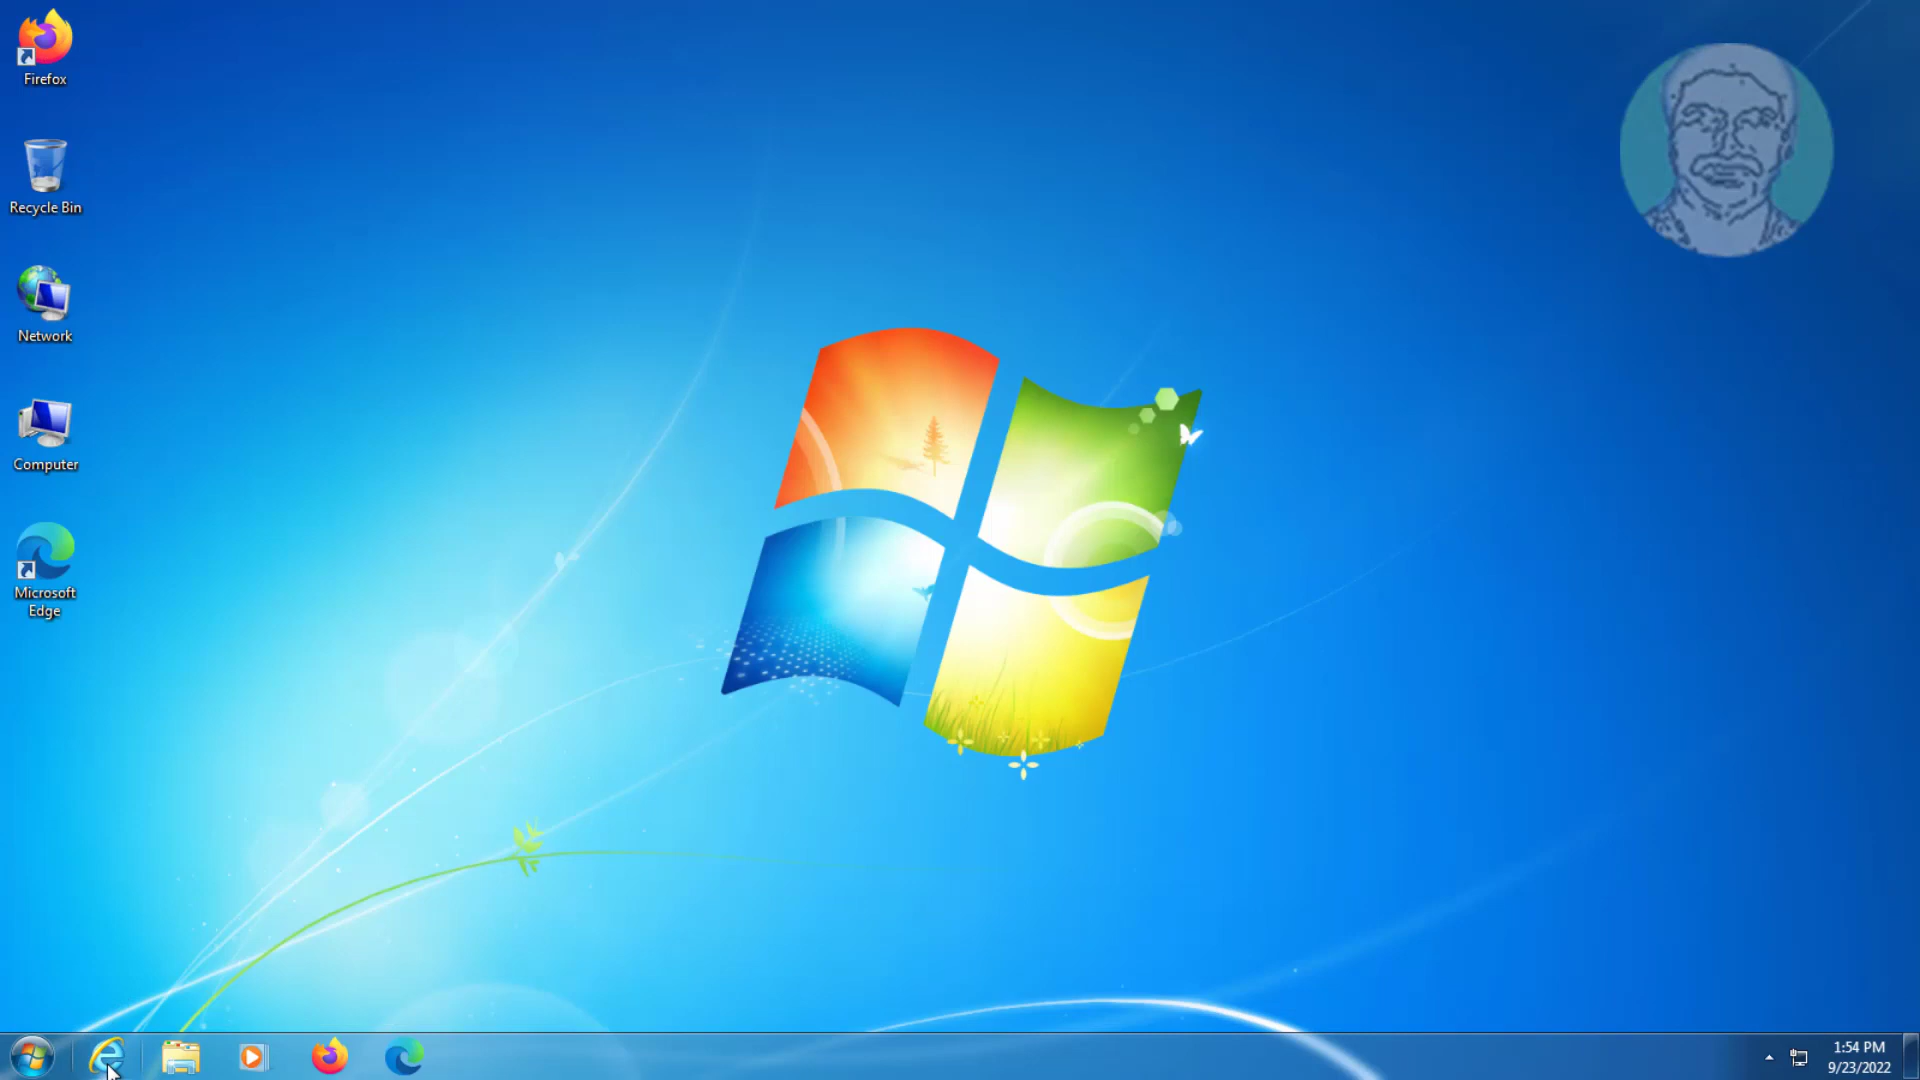 Firefox
Recycle Bin
Network
Computer
Microsoft
Edge
1:54 PM
9/23/2022